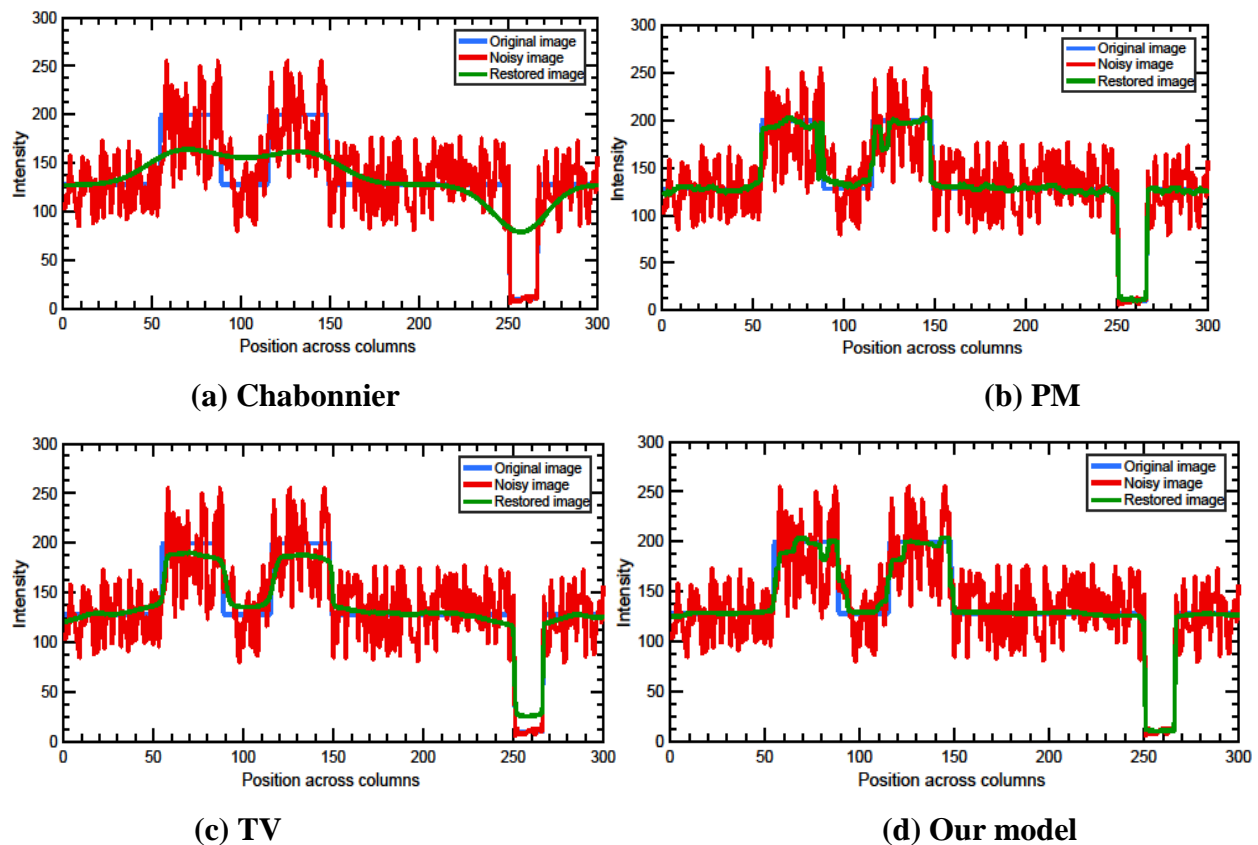 300
250
200
150
100
50
0
Intensity
Original image
Noisy image
Restored image
0 50 100 150 200 250 300
Position across columns
(a) Chabonnier
300
250
200
150
100
50
0
Intensity
Original image
Noisy image
Restored image
0 50 100 150 200 250 300
Position across columns
(b) PM
300
250
200
150
100
50
0
Intensity
Original image
Noisy image
Restored image
0 50 100 150 200 250 300
Position across columns
(c) TV
300
250
200
150
100
50
0
Intensity
Original image
Noisy image
Restored image
0 50 100 150 200 250 300
Position across columns
(d) Our model